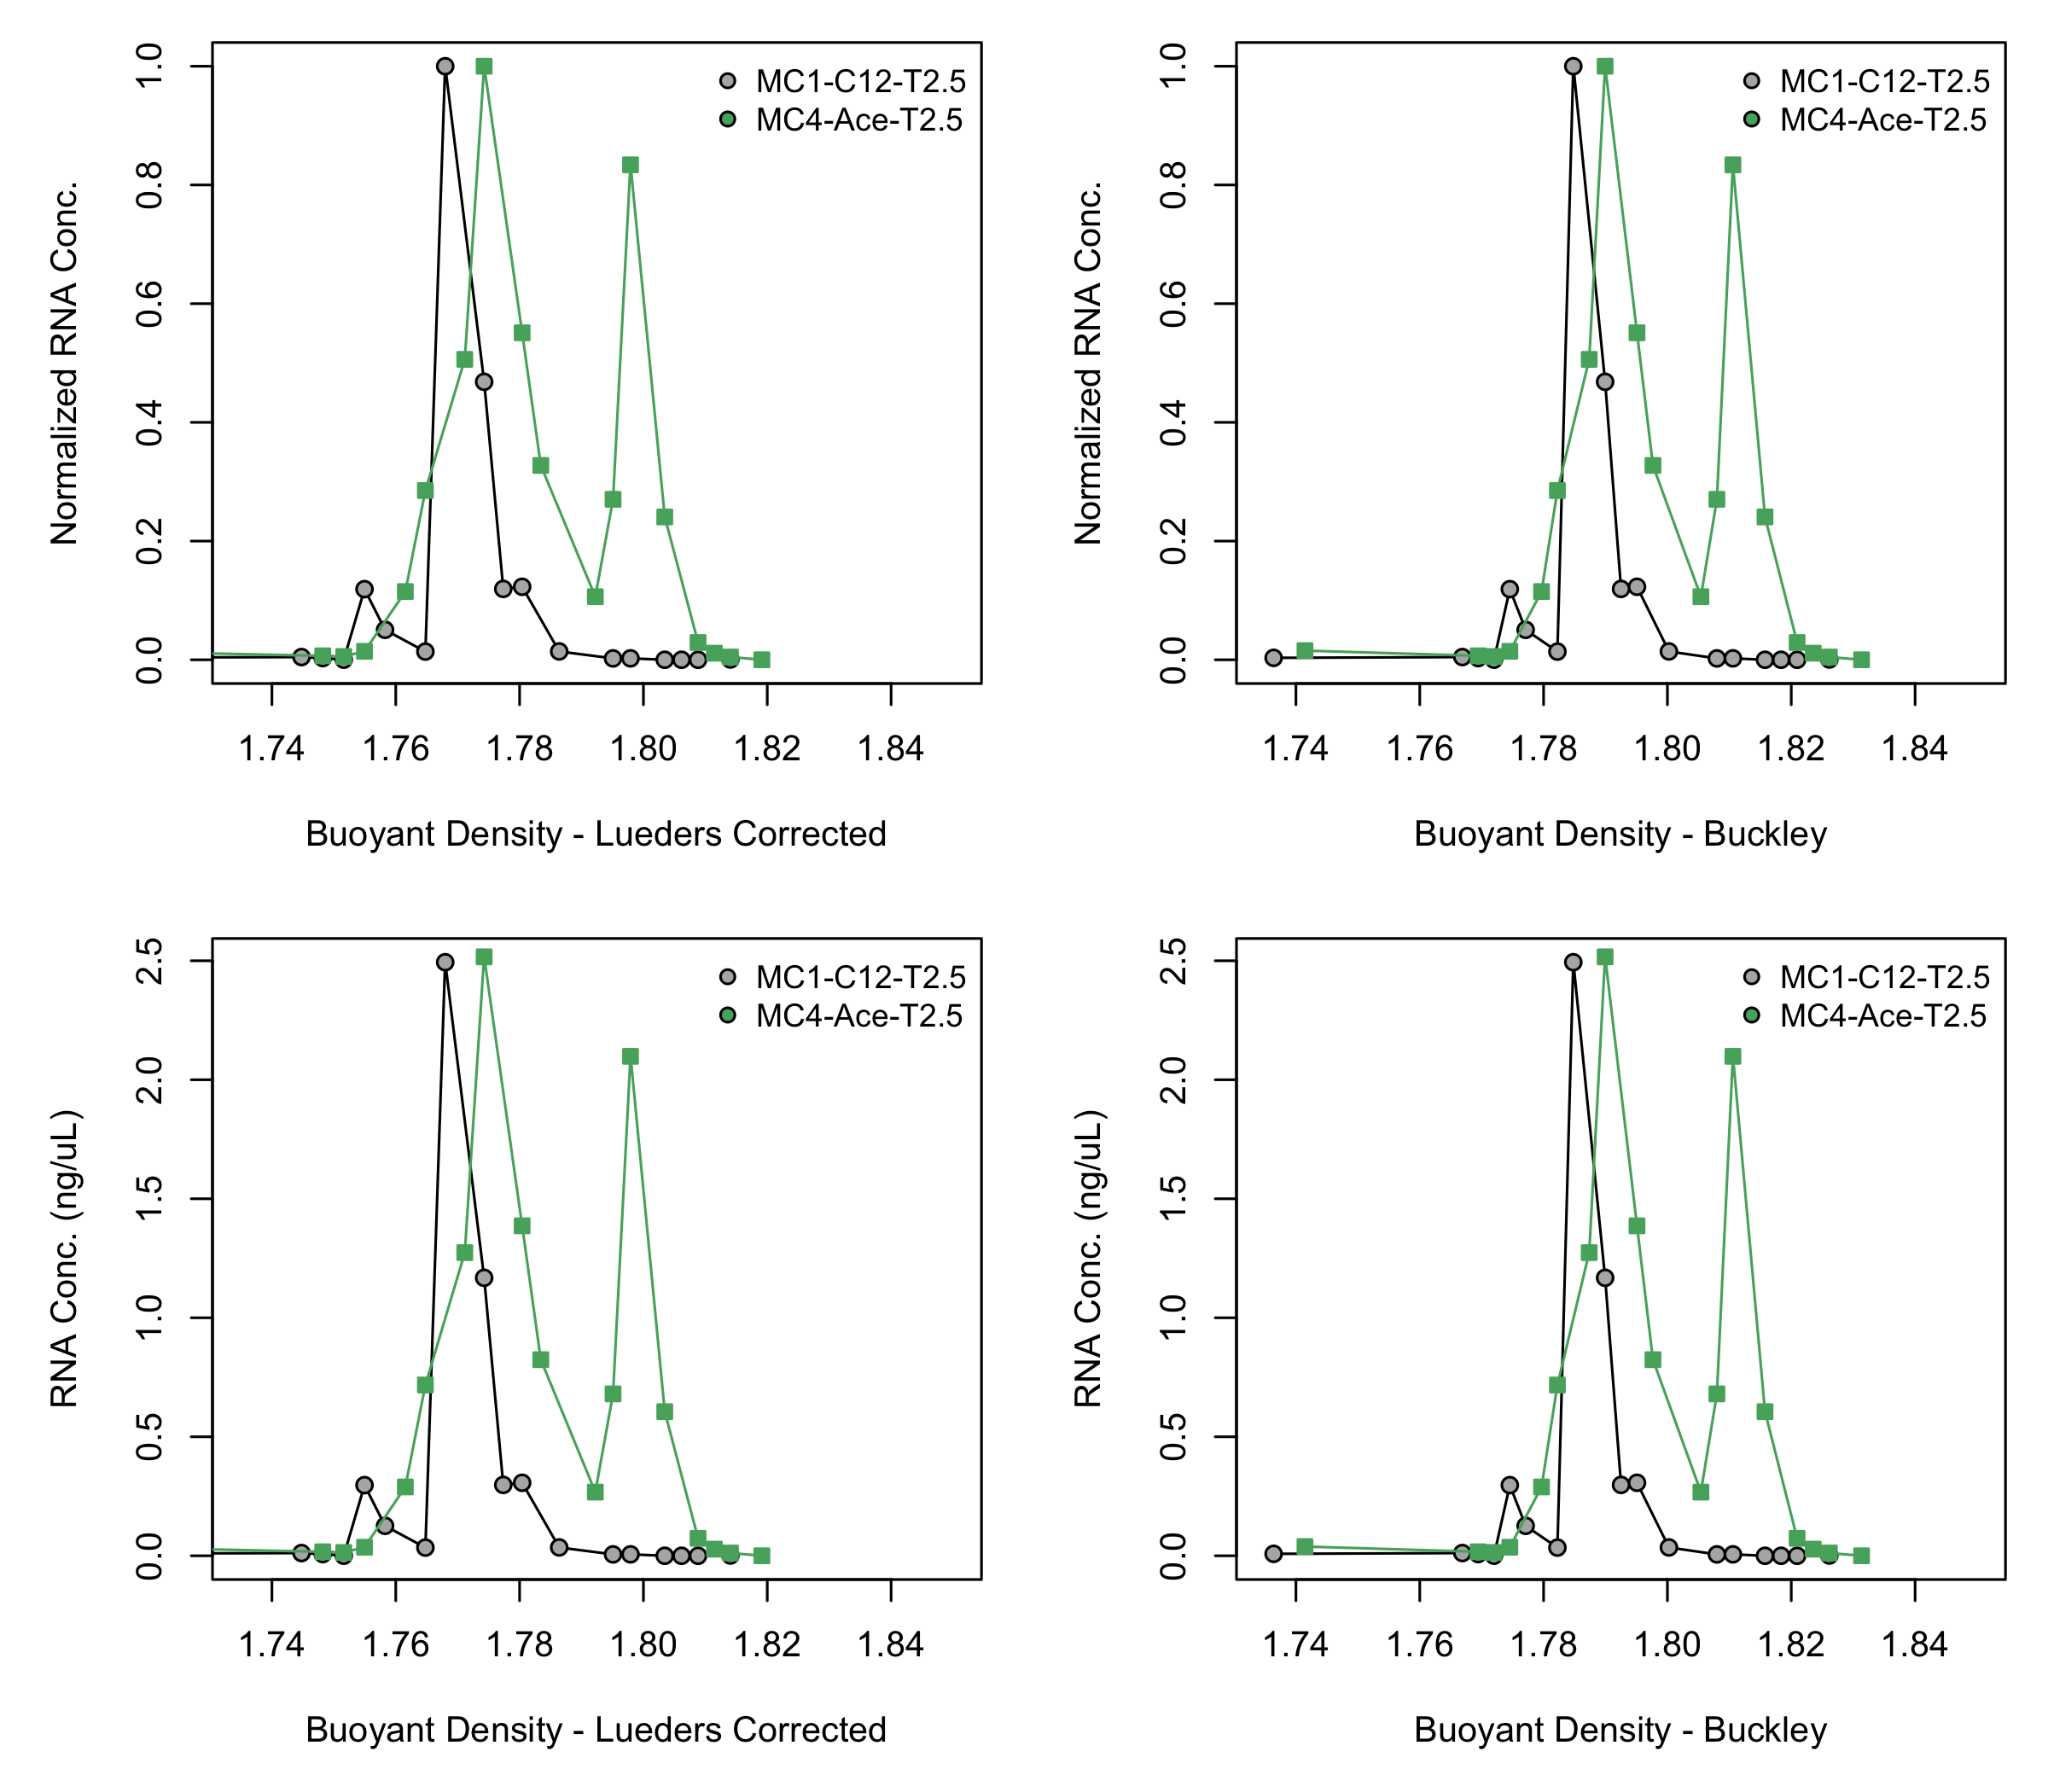 Normalized RNA Conc.
0.0 0.2 0.4 0.6 0.8 1.0
MC1-C12-T2.5
MC4-Ace-T2.5
1.74 1.76 1.78 1.80 1.82 1.84
Buoyant Density - Lueders Corrected
Normalized RNA Conc.
0.0 0.2 0.4 0.6 0.8 1.0
MC1-C12-T2.5
MC4-Ace-T2.5
1.74 1.76 1.78 1.80 1.82 1.84
Buoyant Density - Buckley
RNA Conc. (ng/uL)
0.0 0.5 1.0 1.5 2.0 2.5
MC1-C12-T2.5
MC4-Ace-T2.5
1.74 1.76 1.78 1.80 1.82 1.84
Buoyant Density - Lueders Corrected
RNA Conc. (ng/uL)
0.0 0.5 1.0 1.5 2.0 2.5
MC1-C12-T2.5
MC4-Ace-T2.5
1.74 1.76 1.78 1.80 1.82 1.84
Buoyant Density - Buckley